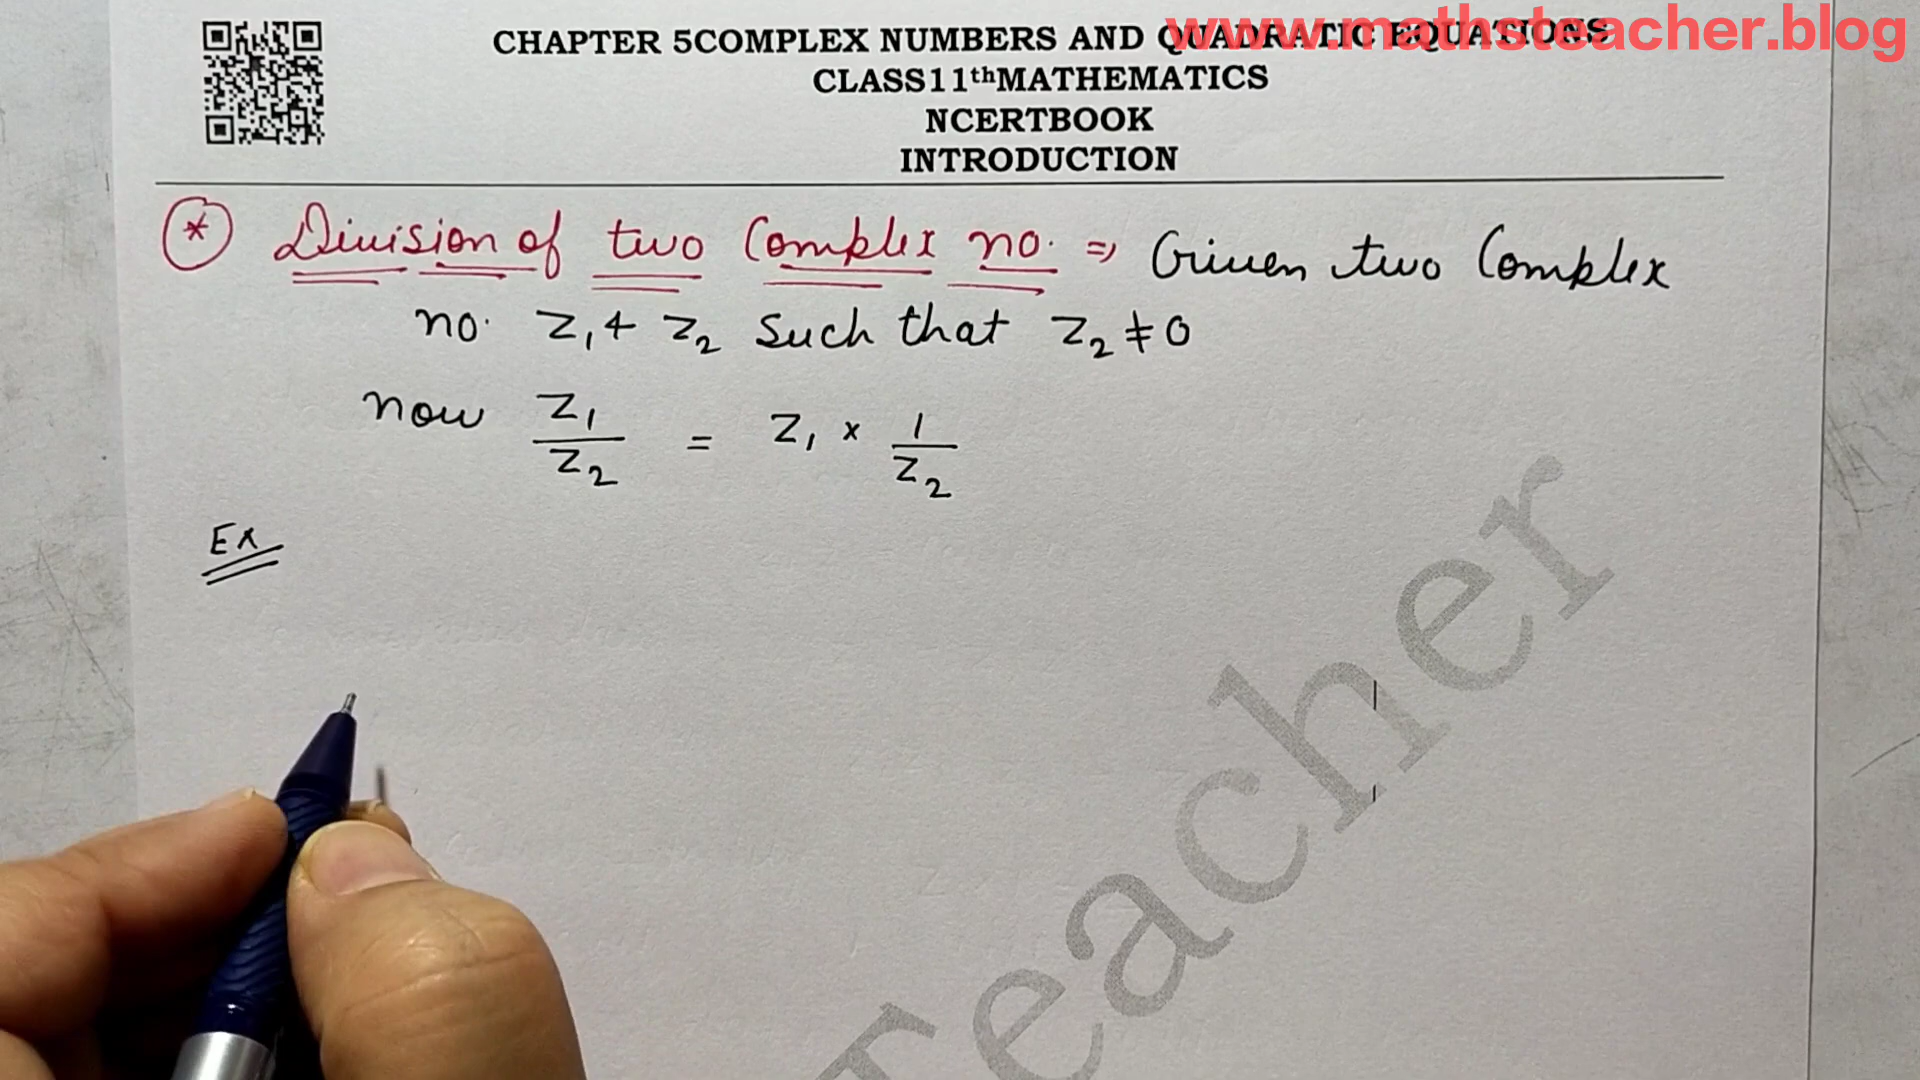 www.mathsteacher.blog
CHAPTER 5COMPLEX NUMBERS AND QUADRATIC EQUATIONS
CLASS11thMATHEMATICS
NCERTBOOK
INTRODUCTION
* Division of two Complex no. ⇒ Given two Complex
no. Z₁ & Z₂ such that Z₂ ≠ 0
now Z₁/Z₂ = Z₁ × 1/Z₂
Ex
Teacher